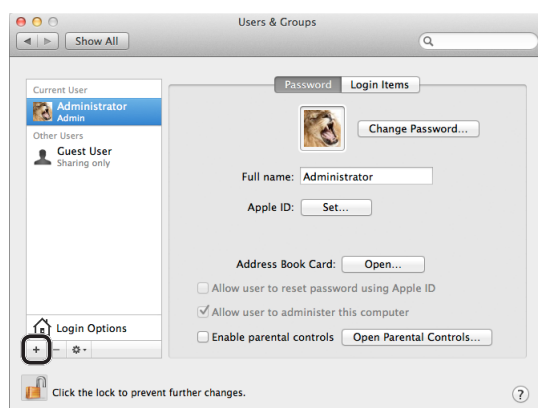 Users & Groups
Show All
Password Login Items
Current User
Administrator
Admin
Other Users
Guest User
Sharing only
Change Password...
Full name: Administrator
Apple ID: Set...
Address Book Card: Open...
Allow user to reset password using Apple ID
Allow user to administer this computer
Login Options
Enable parental controls Open Parental Controls...
+ −
Click the lock to prevent further changes.
?